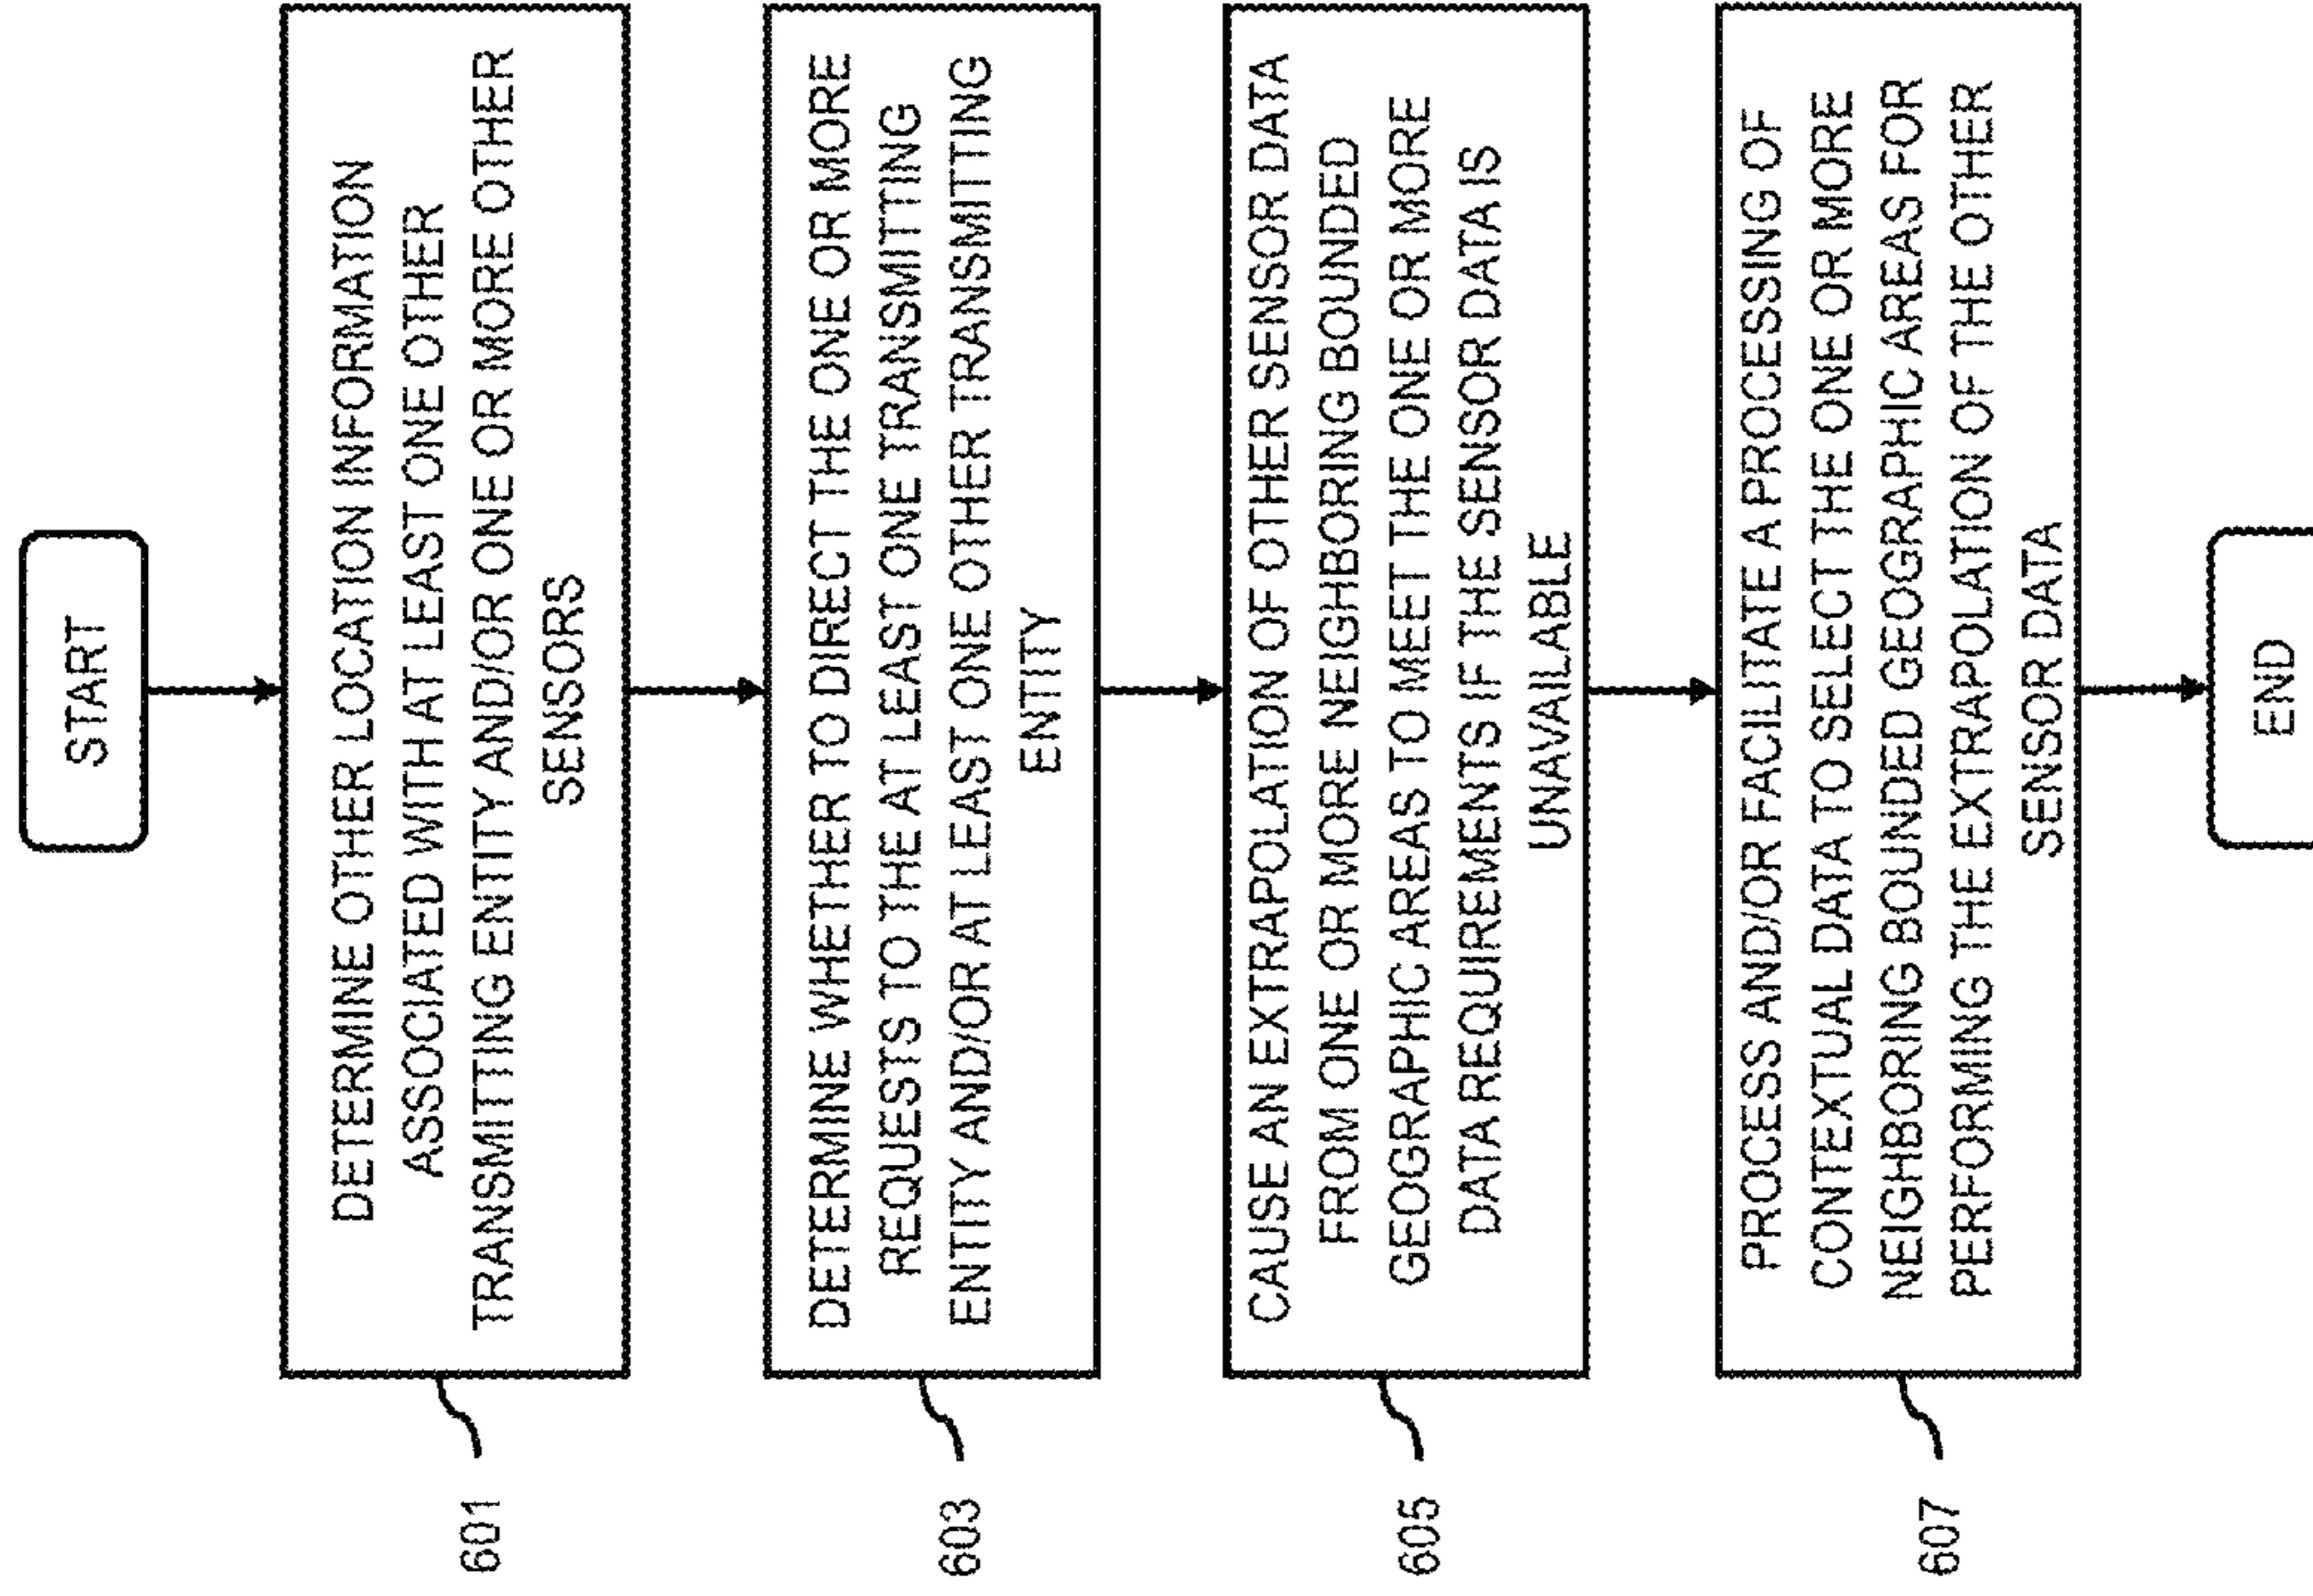 START
DETERMINE OTHER LOCATION INFORMATION
ASSOCIATED WITH AT LEAST ONE OTHER
TRANSMITTING ENTITY AND/OR ONE OR MORE OTHER
SENSORS
601
DETERMINE WHETHER TO DIRECT THE ONE OR MORE
REQUESTS TO THE AT LEAST ONE TRANSMITTING
ENTITY AND/OR AT LEAST ONE OTHER TRANSMITTING
ENTITY
603
CAUSE AN EXTRAPOLATION OF OTHER SENSOR DATA
FROM ONE OR MORE NEIGHBORING BOUNDED
GEOGRAPHIC AREAS TO MEET THE ONE OR MORE
DATA REQUIREMENTS IF THE SENSOR DATA IS
UNAVAILABLE
605
PROCESS AND/OR FACILITATE A PROCESSING OF
CONTEXTUAL DATA TO SELECT THE ONE OR MORE
NEIGHBORING BOUNDED GEOGRAPHIC AREAS FOR
PERFORMING THE EXTRAPOLATION OF THE OTHER
SENSOR DATA
607
END